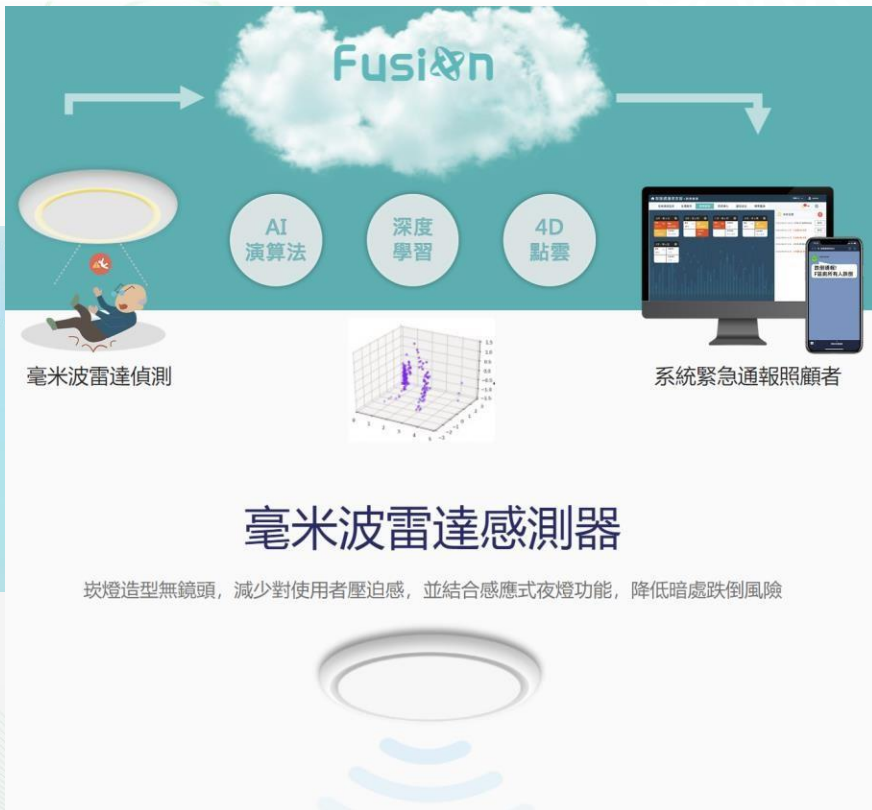 Fusion
AI
演算法
深度
學習
4D
點雲
毫米波雷達偵測
系統緊急通報照顧者
毫米波雷達感測器
崁燈造型無鏡頭，減少對使用者壓迫感，並結合感應式夜燈功能，降低暗處跌倒風險